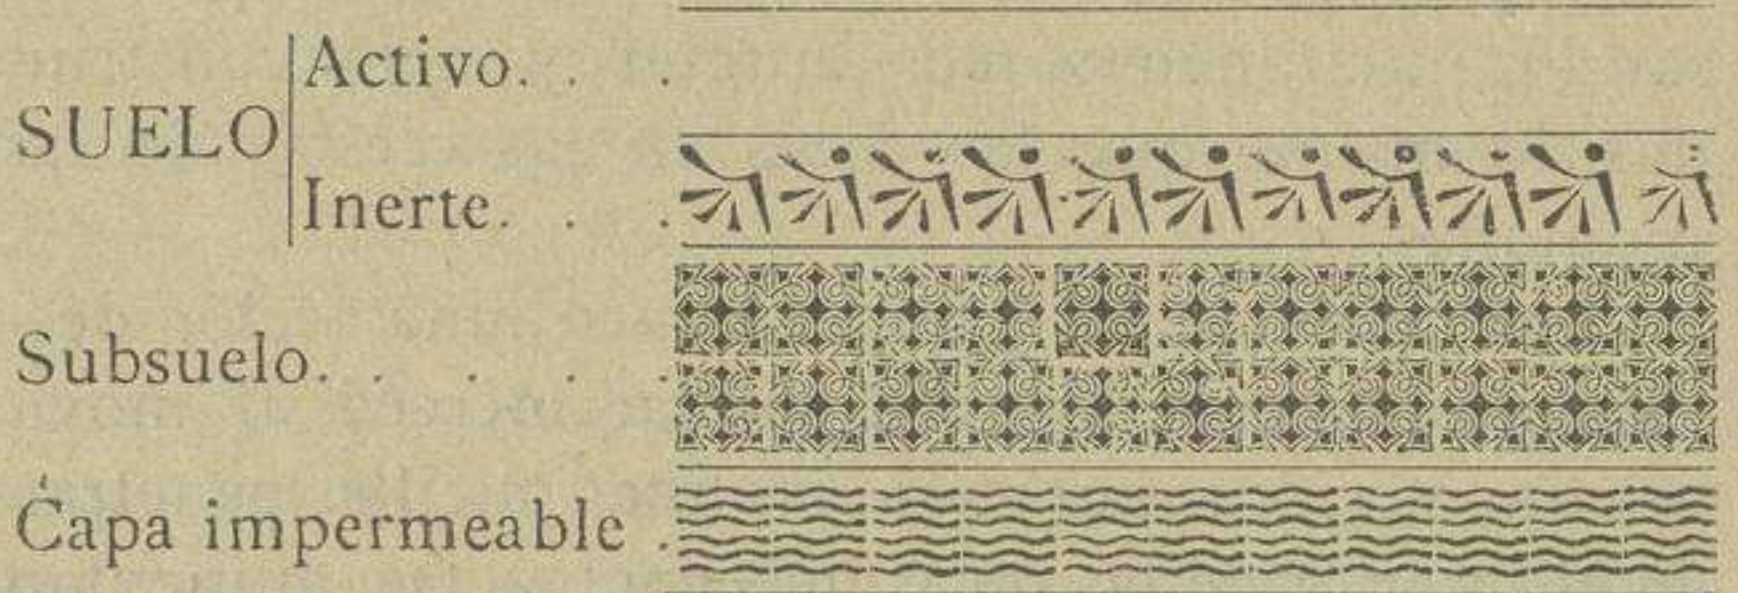 Activo. . .
SUELO
Inerte. . .
Subsuelo. . . . .
Capa impermeable .